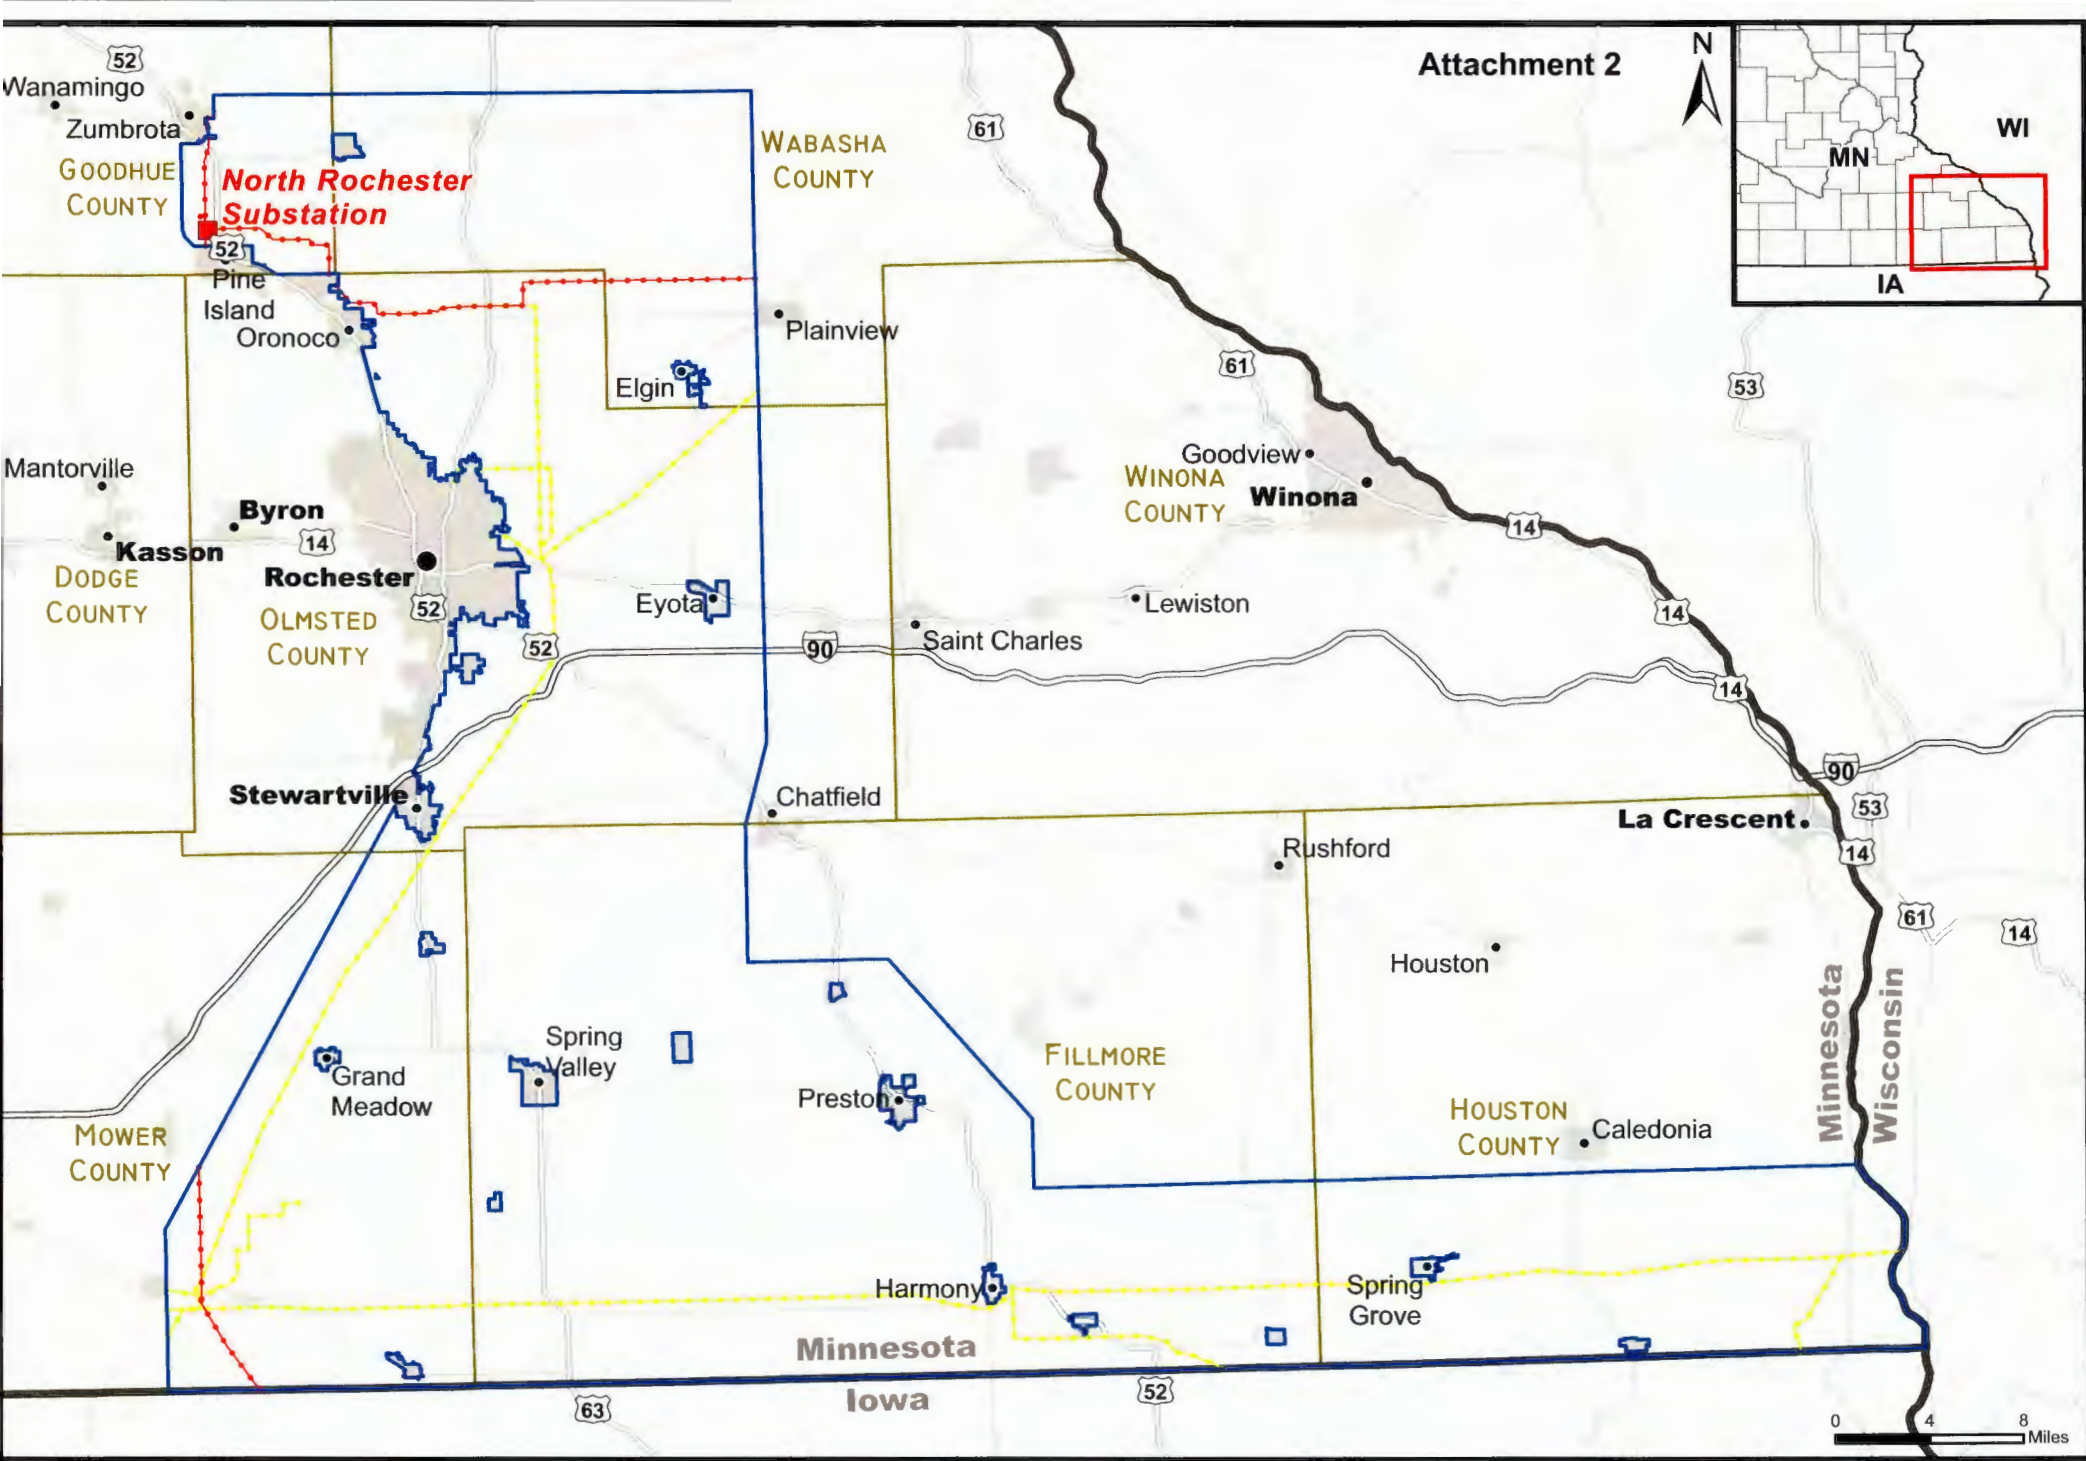 Attachment 2
N
52
Wanamingo
Zumbrota
GOODHUE
COUNTY
North Rochester
Substation
52
Pine
Island
Oronoco
WABASHA
COUNTY
61
MN
WI
IA
Plainview
Elgin
61
53
Mantorville
Byron
14
Kasson
Rochester
DODGE
COUNTY
52
OLMSTED
COUNTY
Goodview
WINONA
COUNTY
Winona
14
Eyota
Lewiston
14
Saint Charles
52
90
14
Stewartville
Chatfield
90
53
La Crescent
14
Rushford
61
14
Houston
Minnesota
Wisconsin
Spring
Valley
Grand
Meadow
Preston
FILLMORE
COUNTY
HOUSTON
COUNTY
Caledonia
MOWER
COUNTY
Harmony
Spring
Grove
Minnesota
Iowa
63
52
0 4 8
Miles